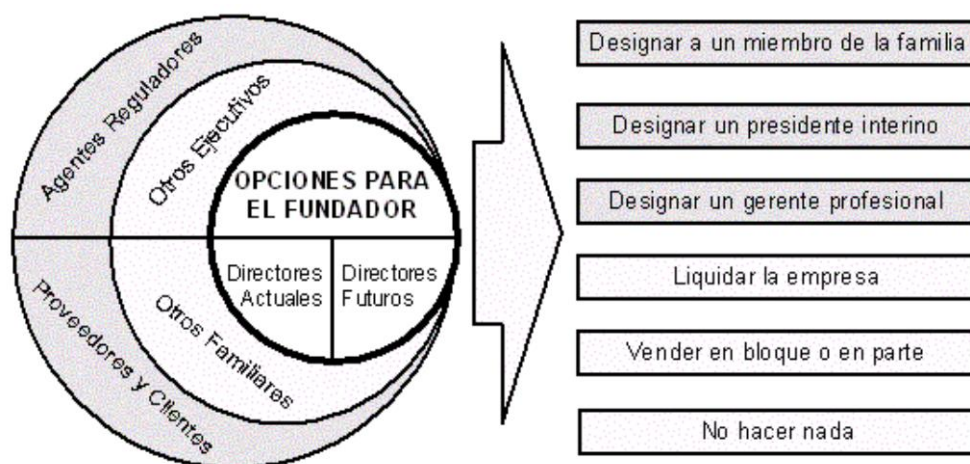 Agentes Reguladores
Otros Ejecutivos
OPCIONES PARA
EL FUNDADOR
Directores
Actuales
Directores
Futuros
Otros Familiares
Proveedores y Clientes
Designar a un miembro de la familia
Designar un presidente interino
Designar un gerente profesional
Liquidar la empresa
Vender en bloque o en parte
No hacer nada